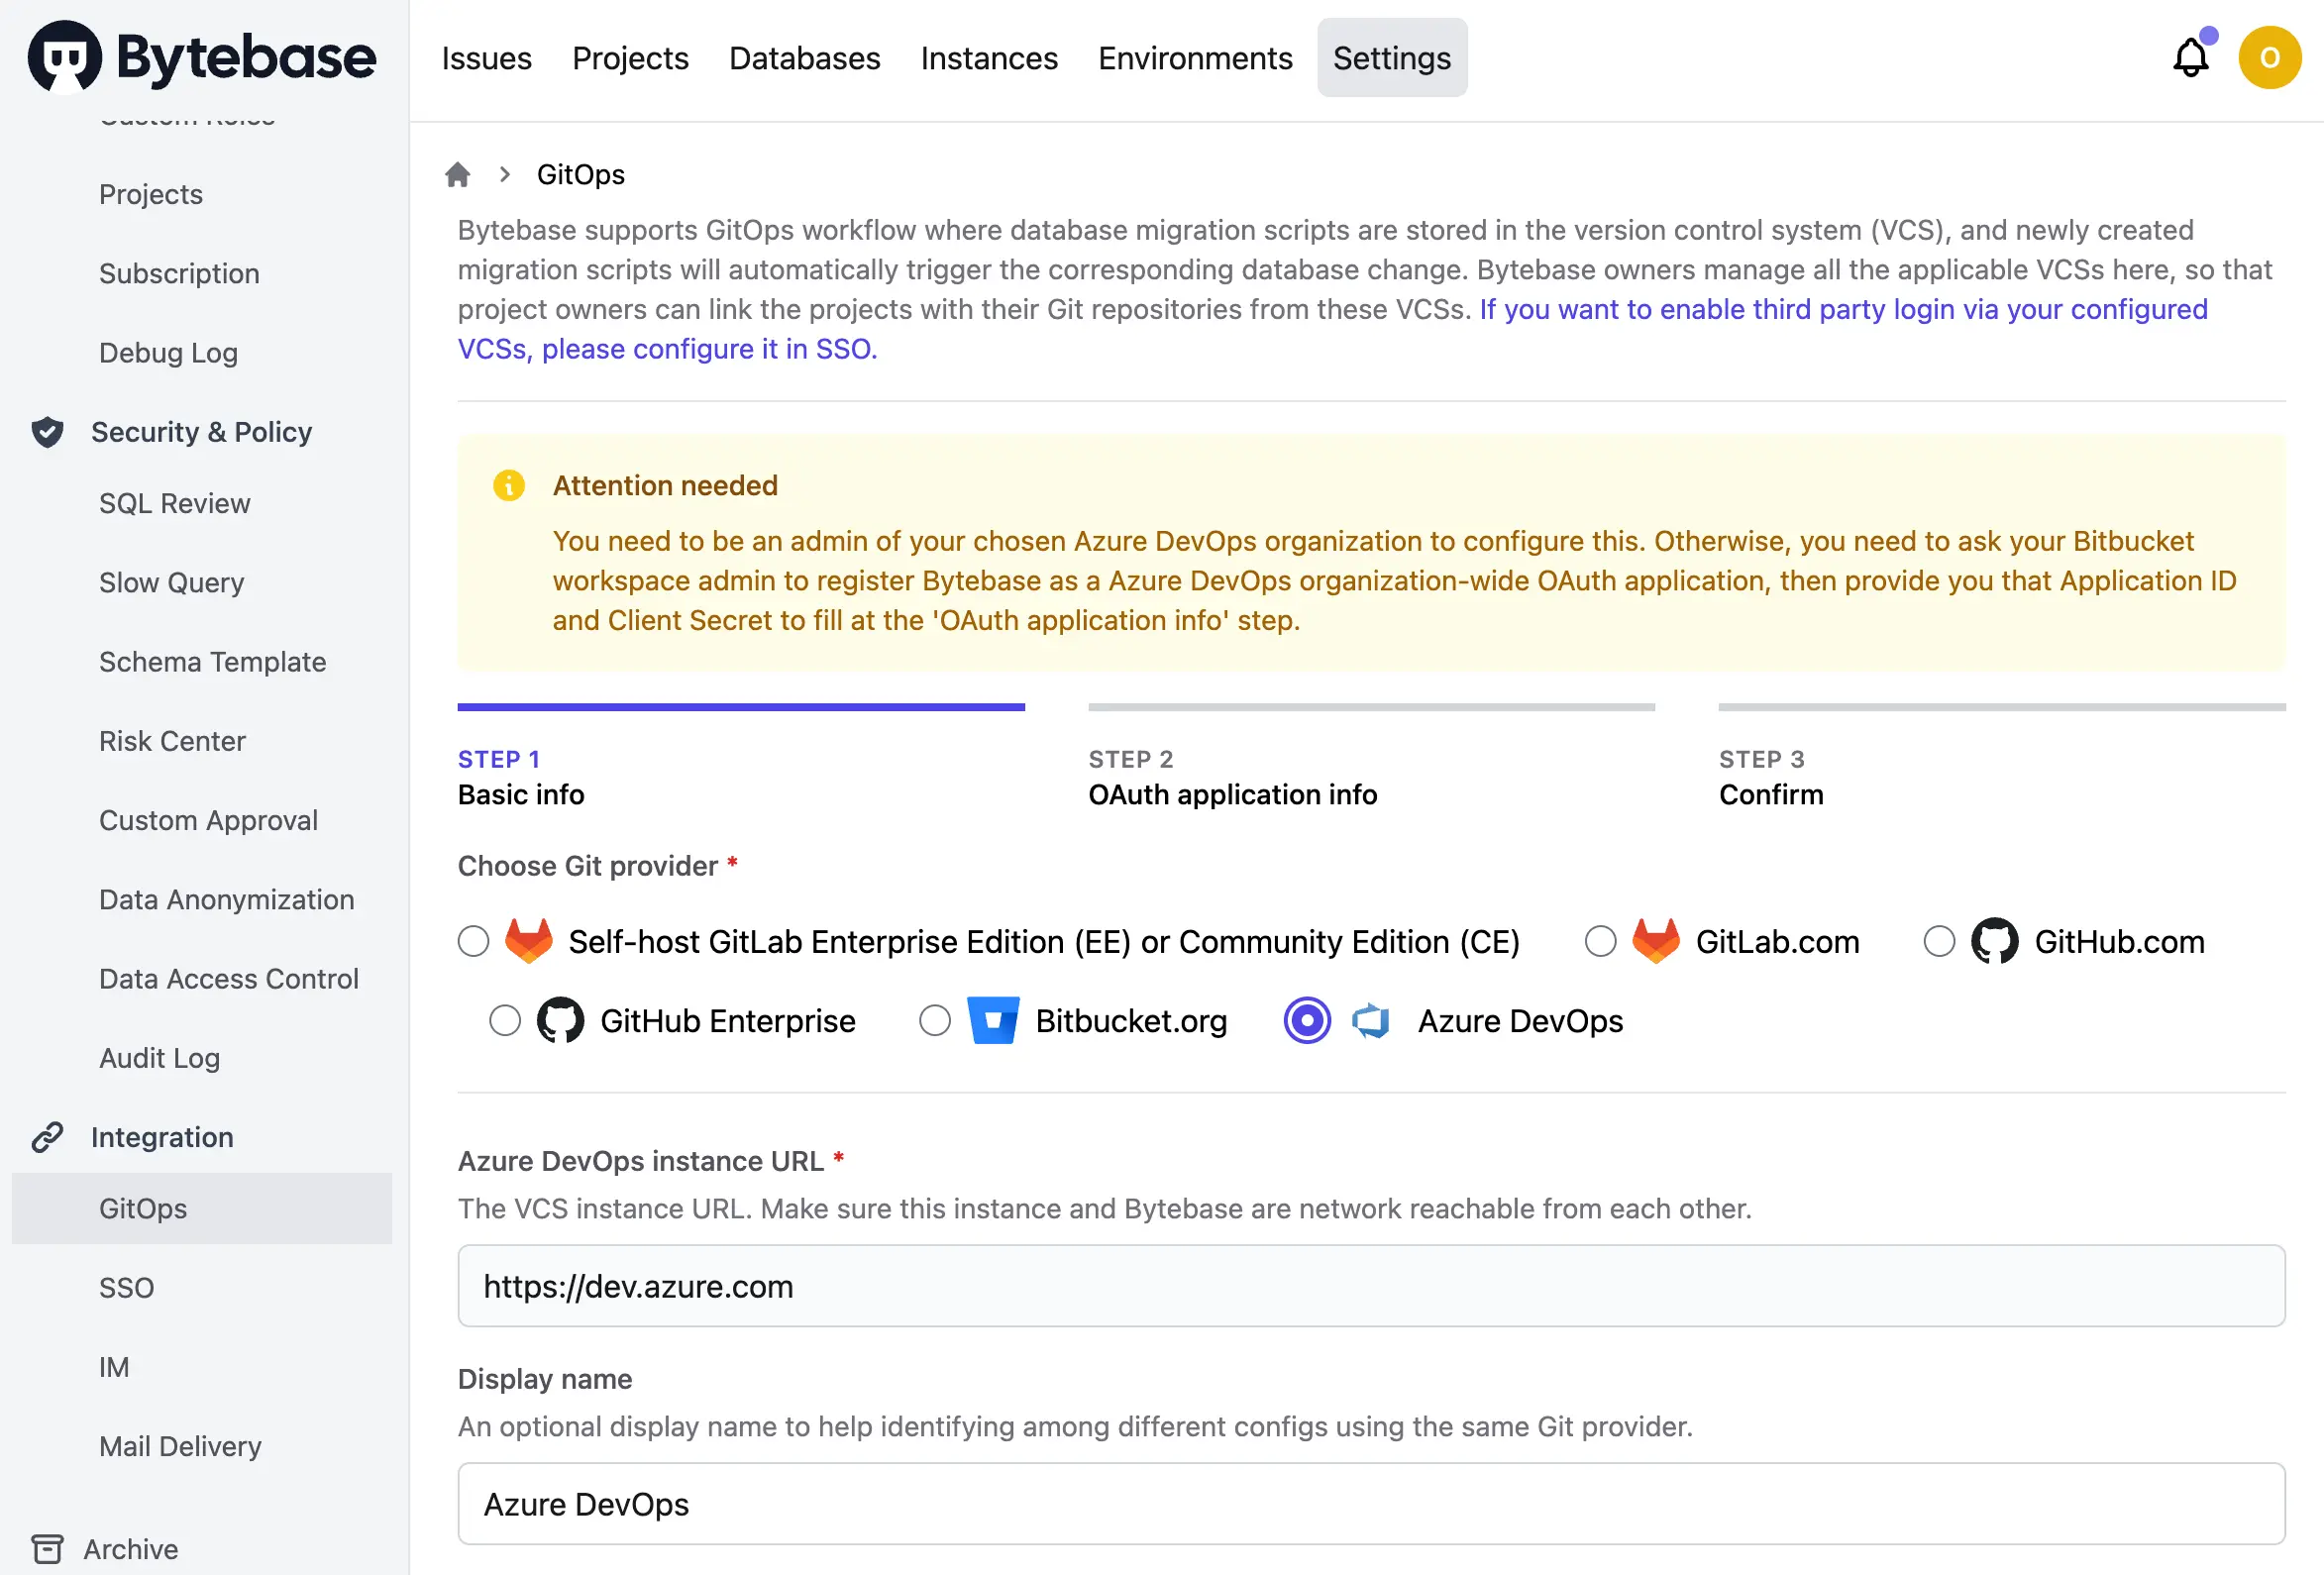 Bytebase
Issues
Projects
Databases
Instances
Environments
Settings
O
Custom Roles
Projects
Subscription
Debug Log
Security & Policy
SQL Review
Slow Query
Schema Template
Risk Center
Custom Approval
Data Anonymization
Data Access Control
Audit Log
Integration
GitOps
SSO
IM
Mail Delivery
Archive
GitOps
Bytebase supports GitOps workflow where database migration scripts are stored in the version control system (VCS), and newly created
migration scripts will automatically trigger the corresponding database change. Bytebase owners manage all the applicable VCSs here, so that
project owners can link the projects with their Git repositories from these VCSs. If you want to enable third party login via your configured
VCSs, please configure it in SSO.
Attention needed
You need to be an admin of your chosen Azure DevOps organization to configure this. Otherwise, you need to ask your Bitbucket
workspace admin to register Bytebase as a Azure DevOps organization-wide OAuth application, then provide you that Application ID
and Client Secret to fill at the 'OAuth application info' step.
STEP 1
Basic info
STEP 2
OAuth application info
STEP 3
Confirm
Choose Git provider *
Self-host GitLab Enterprise Edition (EE) or Community Edition (CE)
GitLab.com
GitHub.com
GitHub Enterprise
Bitbucket.org
Azure DevOps
Azure DevOps instance URL *
The VCS instance URL. Make sure this instance and Bytebase are network reachable from each other.
https://dev.azure.com
Display name
An optional display name to help identifying among different configs using the same Git provider.
Azure DevOps